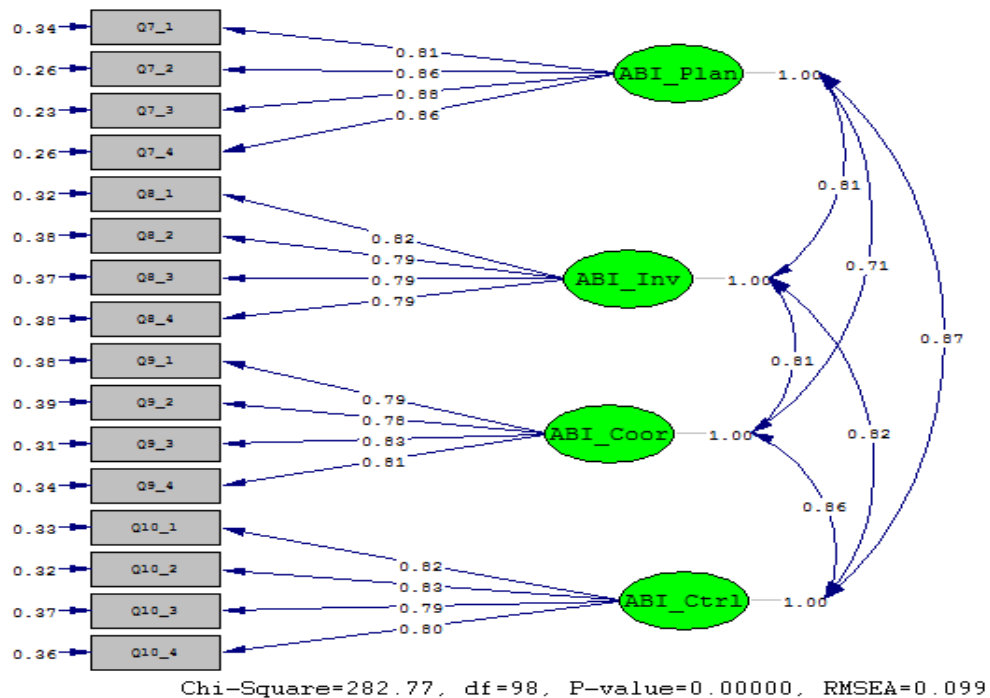 0.34 Q7_1
0.81
0.26 Q7_2 0.86 ABI_Plan 1.00
0.88
0.23 Q7_3
0.86
0.26 Q7_4
0.32 Q8_1 0.81
0.38 Q8_2 0.82
0.79
0.37 Q8_3 0.79 ABI_Inv 1.00 0.71
0.79
0.38 Q8_4
0.87
0.38 Q9_1 0.81
0.79
0.39 Q9_2
0.78
0.31 Q9_3 0.83 ABI_Coor 1.00 0.82
0.81
0.34 Q9_4
0.86
0.33 Q10_1
0.82
0.32 Q10_2 0.83
0.37 Q10_3 0.79 ABI_Ctrl 1.00
0.80
0.36 Q10_4
Chi-Square=282.77, df=98, P-value=0.00000, RMSEA=0.099